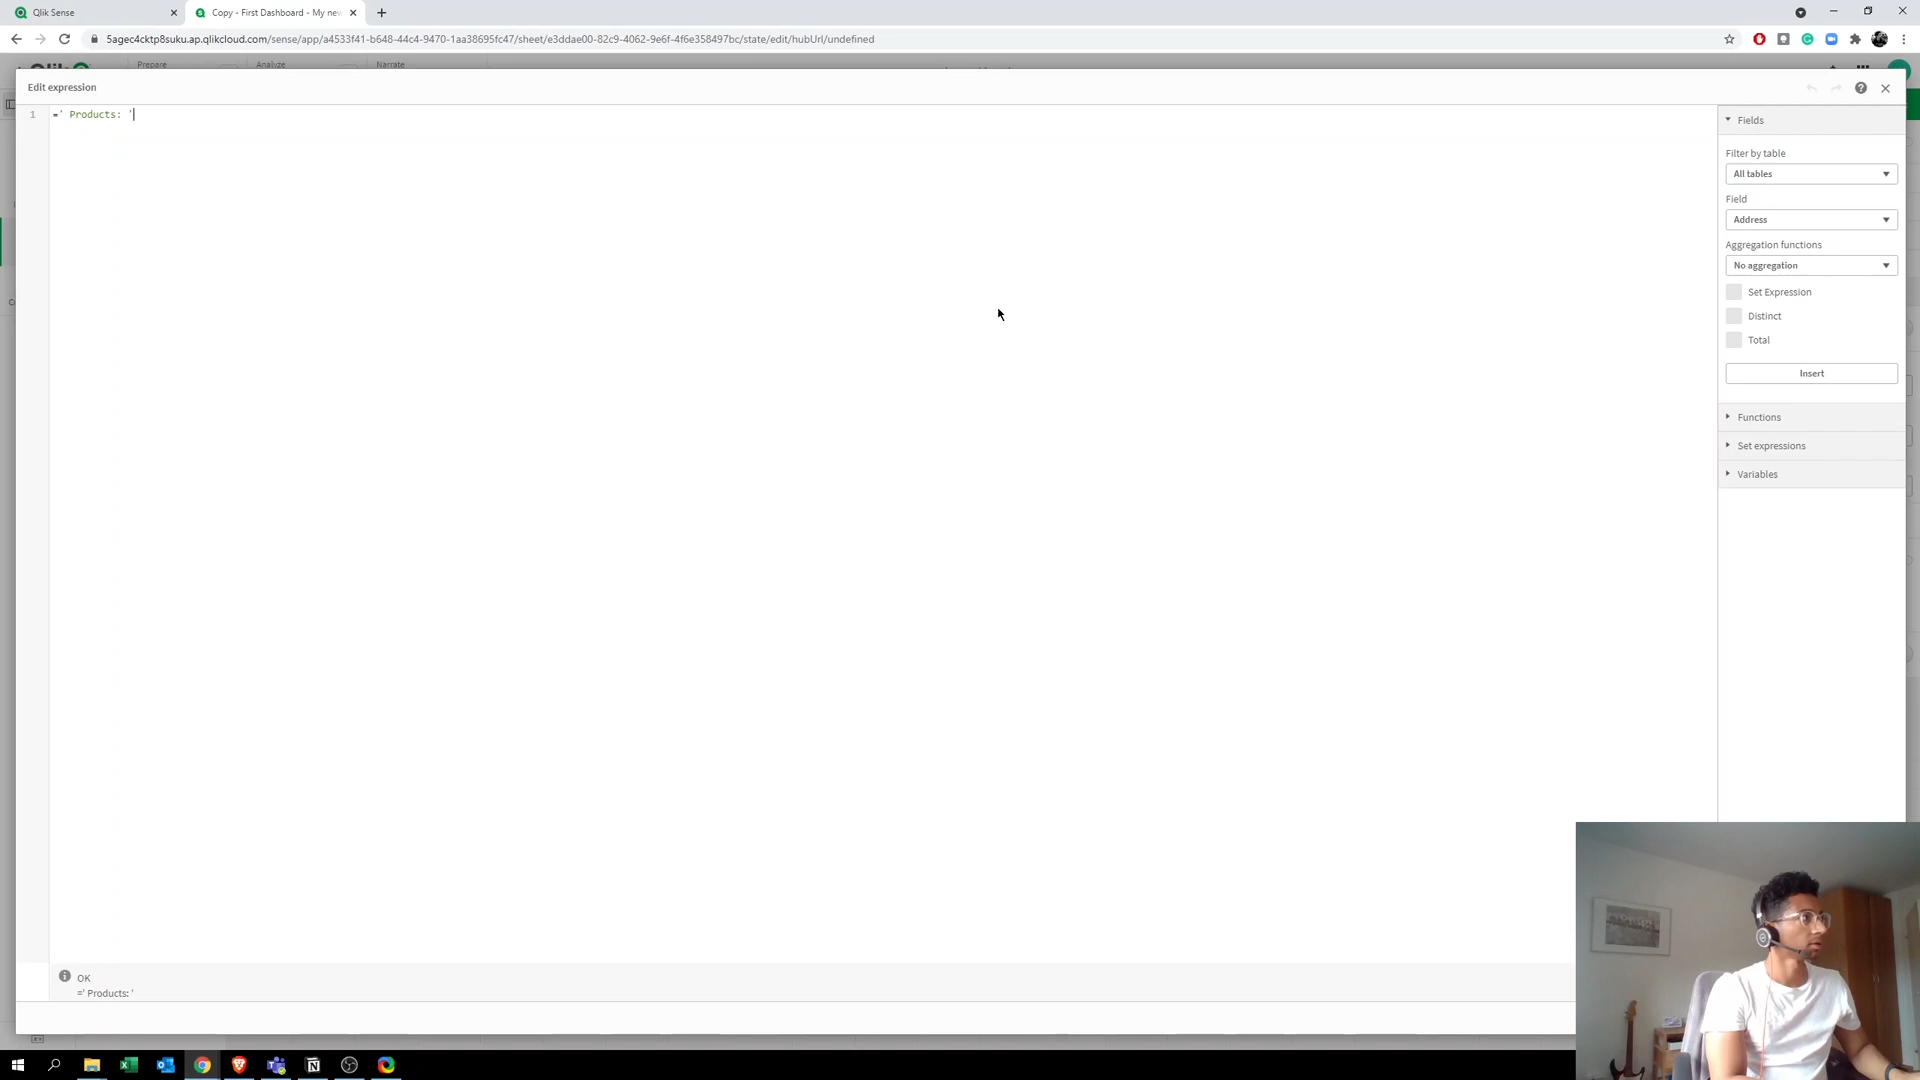 Qlik Sense
Copy - First Dashboard - My new
5agec4cktp8suku.ap.qlikcloud.com/sense/app/a4533f41-b648-44c4-9470-1aa38695fc47/sheet/e3ddae00-82c9-4062-9e6f-4f6e358497bc/state/edit/hubUrl/undefined
Prepare
Analyze
Narrate
Edit expression
1
=' Products: '
Fields
Filter by table
All tables
Field
Address
Aggregation functions
No aggregation
Set Expression
Distinct
Total
Insert
Functions
Set expressions
Variables
OK
=' Products: '